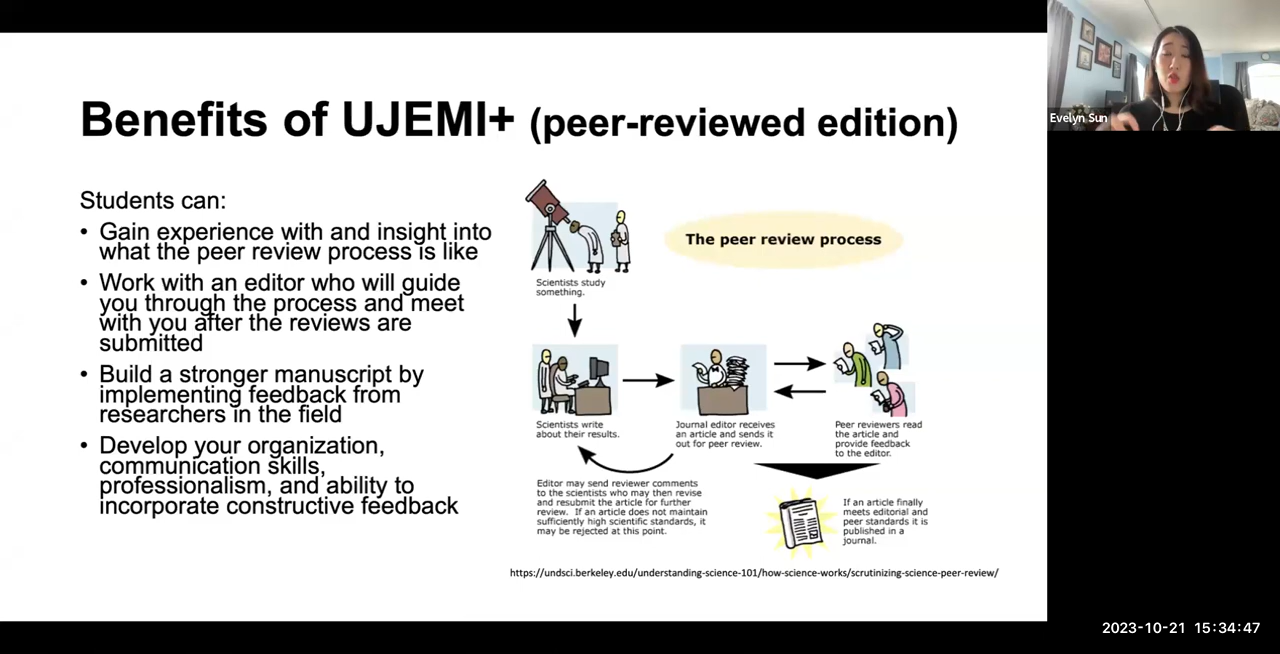 Benefits of UJEMI+ (peer-reviewed edition)
Evelyn Sun
Students can:
• Gain experience with and insight into
what the peer review process is like
• Work with an editor who will guide
you through the process and meet
with you after the reviews are
submitted
• Build a stronger manuscript by
implementing feedback from
researchers in the field
• Develop your organization,
communication skills,
professionalism, and ability to
incorporate constructive feedback
The peer review process
Scientists study
something.
Scientists write
about their results.
Journal editor receives
an article and sends it
out for peer review.
Peer reviewers read
the article and
provide feedback
to the editor.
Editor may send reviewer comments
to the scientists who may then revise
and resubmit the article for further
review. If an article does not maintain
sufficiently high scientific standards, it
may be rejected at this point.
If an article finally
meets editorial and
peer standards it is
published in a
journal.
https://undsci.berkeley.edu/understanding-science-101/how-science-works/scrutinizing-science-peer-review/
2023-10-21 15:34:47